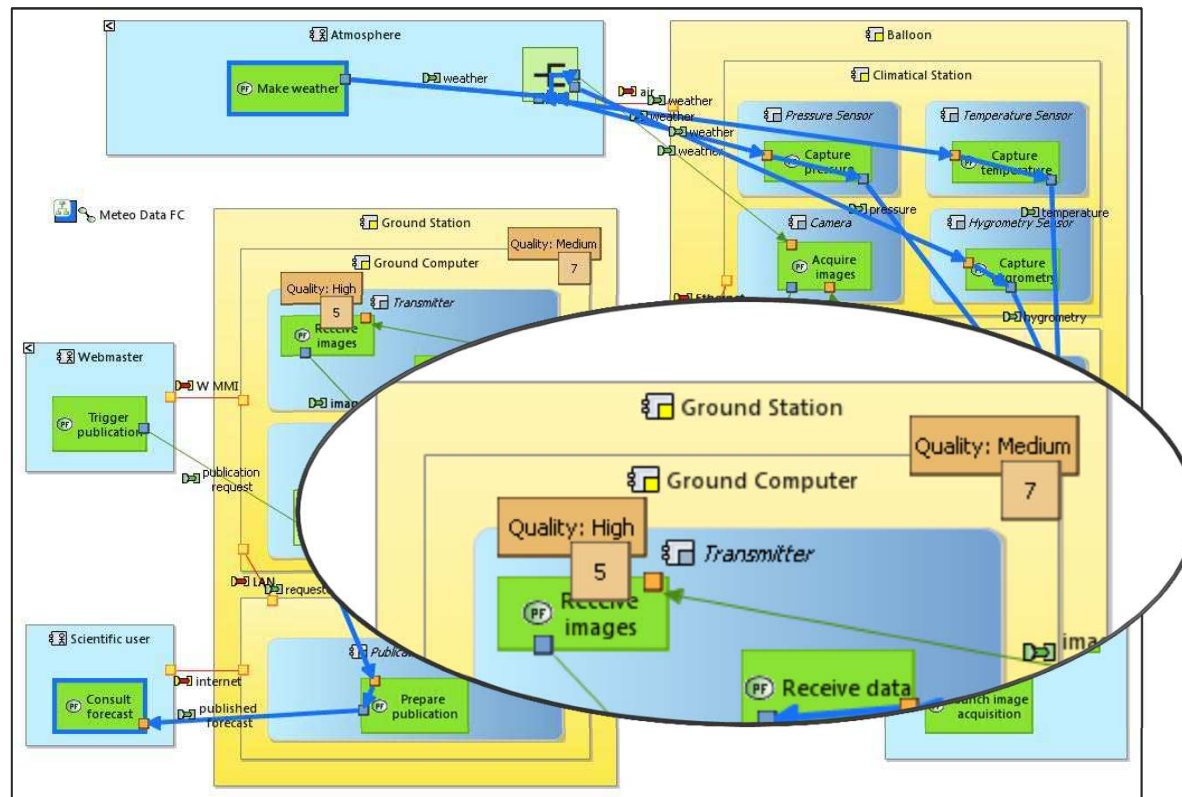 Atmosphere
Make weather
weather
air
weather
weather
weather
weather
Balloon
Climatical Station
Pressure Sensor
Capture
pressure
Temperature Sensor
Capture
temperature
pressure
temperature
Camera
Acquire
images
Hygrometry Sensor
Capture
hygrometry
Ethernet
hygrometry
Meteo Data FC
Ground Station
Quality: Medium
7
Ground Computer
Quality: High
5
Transmitter
Receive
images
Webmaster
Trigger
publication
W MMI
publication
request
LAN
Scientific user
Consult
forecast
internet
published
forecast
Prepare
publication
Ground Station
Quality: Medium
7
Ground Computer
Quality: High
5
Transmitter
Receive
images
Receive data
image
acquisition